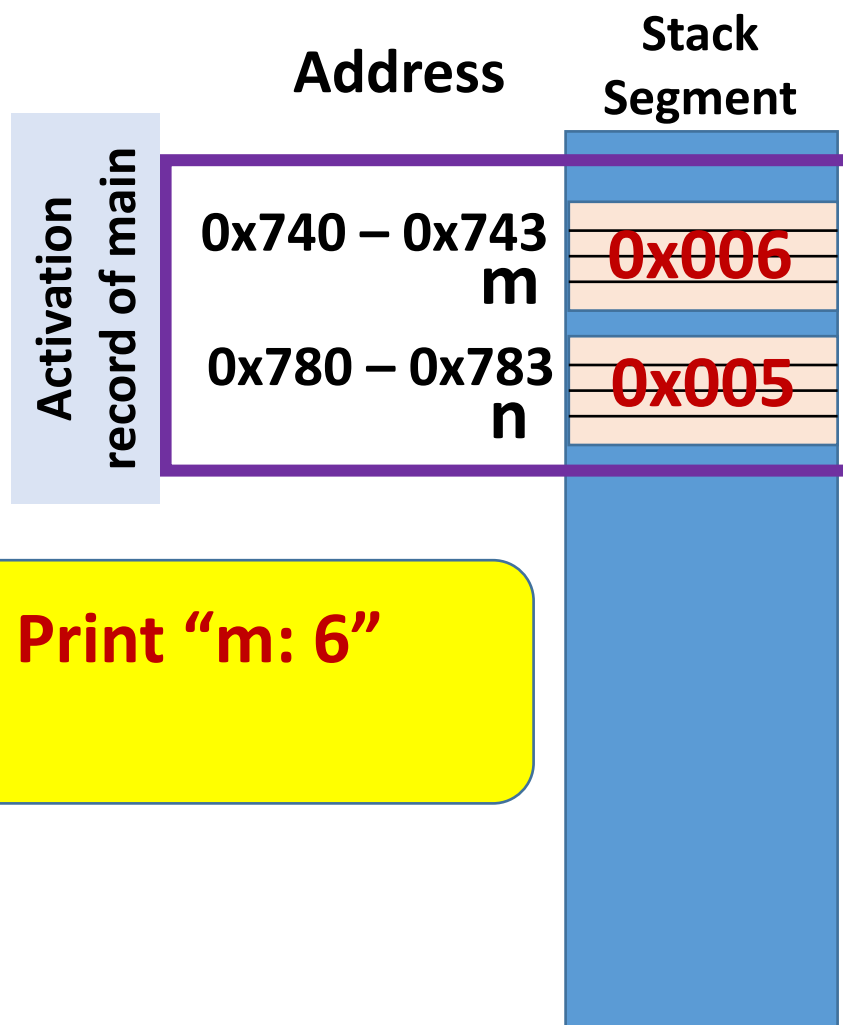 Address
Stack
Segment
Activation
record of main
0x740 – 0x743
m
0x006
0x780 – 0x783
n
0x005
Print “m: 6”